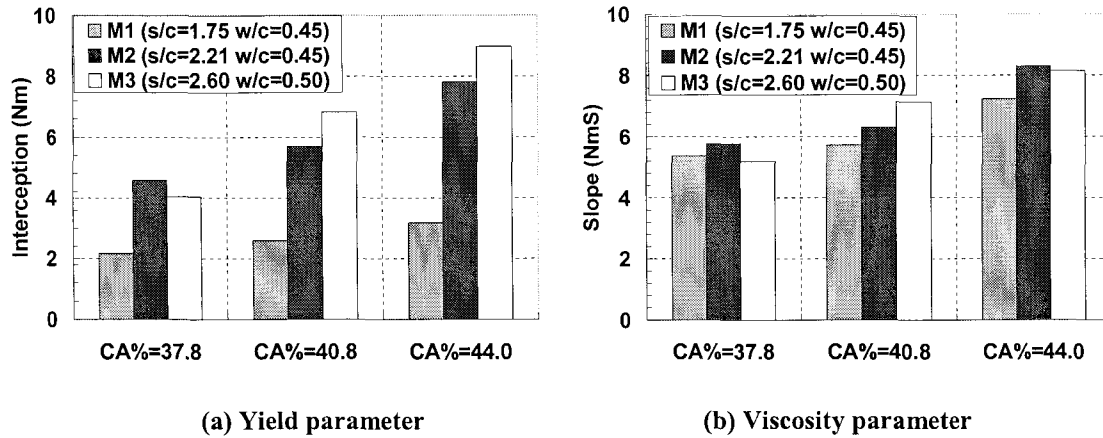 10
8
6
4
2
0
Interception (Nm)
M1 (s/c=1.75 w/c=0.45)
M2 (s/c=2.21 w/c=0.45)
M3 (s/c=2.60 w/c=0.50)
CA%=37.8 CA%=40.8 CA%=44.0
(a) Yield parameter
10
8
6
4
2
0
Slope (NmS)
M1 (s/c=1.75 w/c=0.45)
M2 (s/c=2.21 w/c=0.45)
M3 (s/c=2.60 w/c=0.50)
CA%=37.8 CA%=40.8 CA%=44.0
(b) Viscosity parameter